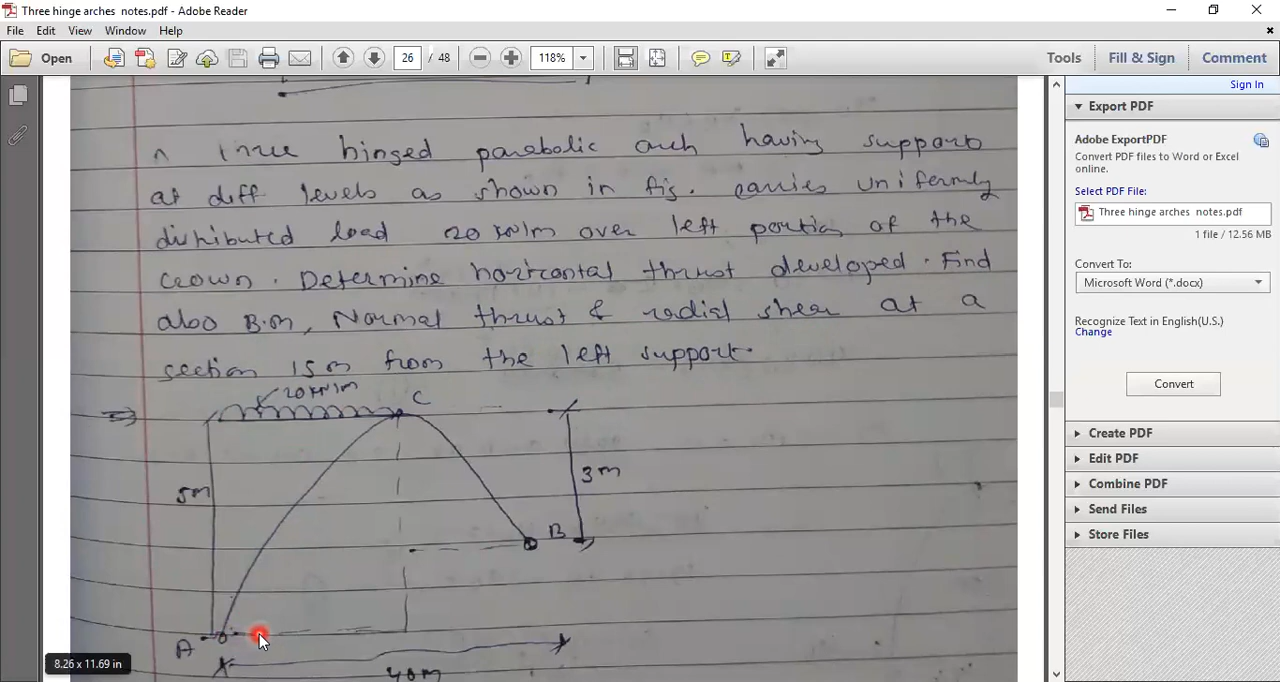 Three hinge arches notes.pdf - Adobe Reader
File Edit View Window Help
Open 26 / 48 118% Tools Fill & Sign Comment
Sign In
Export PDF
Adobe ExportPDF
Convert PDF files to Word or Excel
online.
Select PDF File:
Three hinge arches notes.pdf
1 file / 12.56 MB
Convert To:
Microsoft Word (*.docx)
Recognize Text in English(U.S.)
Change
Convert
Create PDF
Edit PDF
Combine PDF
Send Files
Store Files
hinged parabolic arch having supports
at diff levels as shown in fig. carries uniformly
distributed load 20 kN/m over left portion of the
crown. Determine horizontal thrust developed. Find
also B.m, Normal thrust & radial shear at a
section 15m from the left support.
20 kN/m
C
5m
3m
B
A
40m
8.26 x 11.69 in